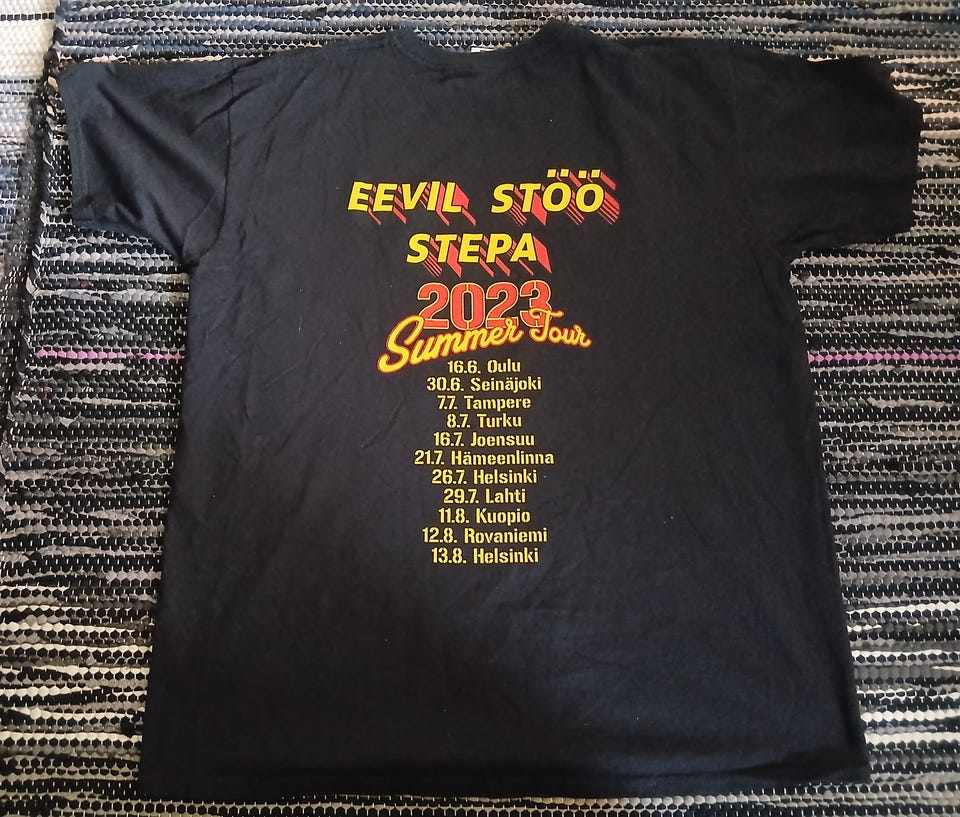 EEVIL STÖÖ
STEPA
2023
Summer Tour
16.6. Oulu
30.6. Seinäjoki
7.7. Tampere
8.7. Turku
16.7. Joensuu
21.7. Hämeenlinna
26.7. Helsinki
29.7. Lahti
11.8. Kuopio
12.8. Rovaniemi
13.8. Helsinki